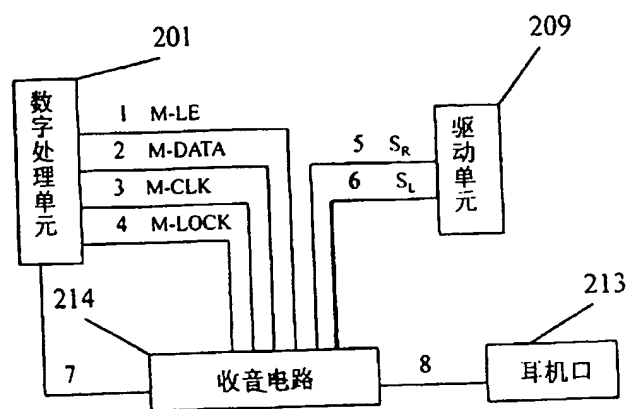 201
209
数字处理单元
1 M-LE
2 M-DATA
3 M-CLK
4 M-LOCK
5 SR
6 SL
驱动单元
214
213
7
收音电路
8
耳机口